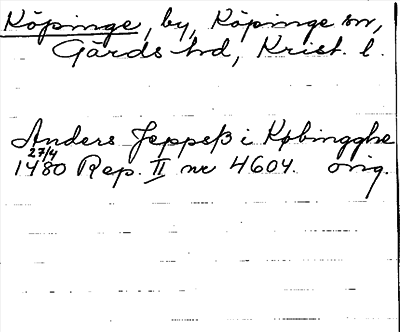 Köpinge, by, Köpinge sn,
Gärds hd, Krist. l.
Anders Jeppeß i Købingghe
27/4
1480 Rep. II nr 4604. orig.